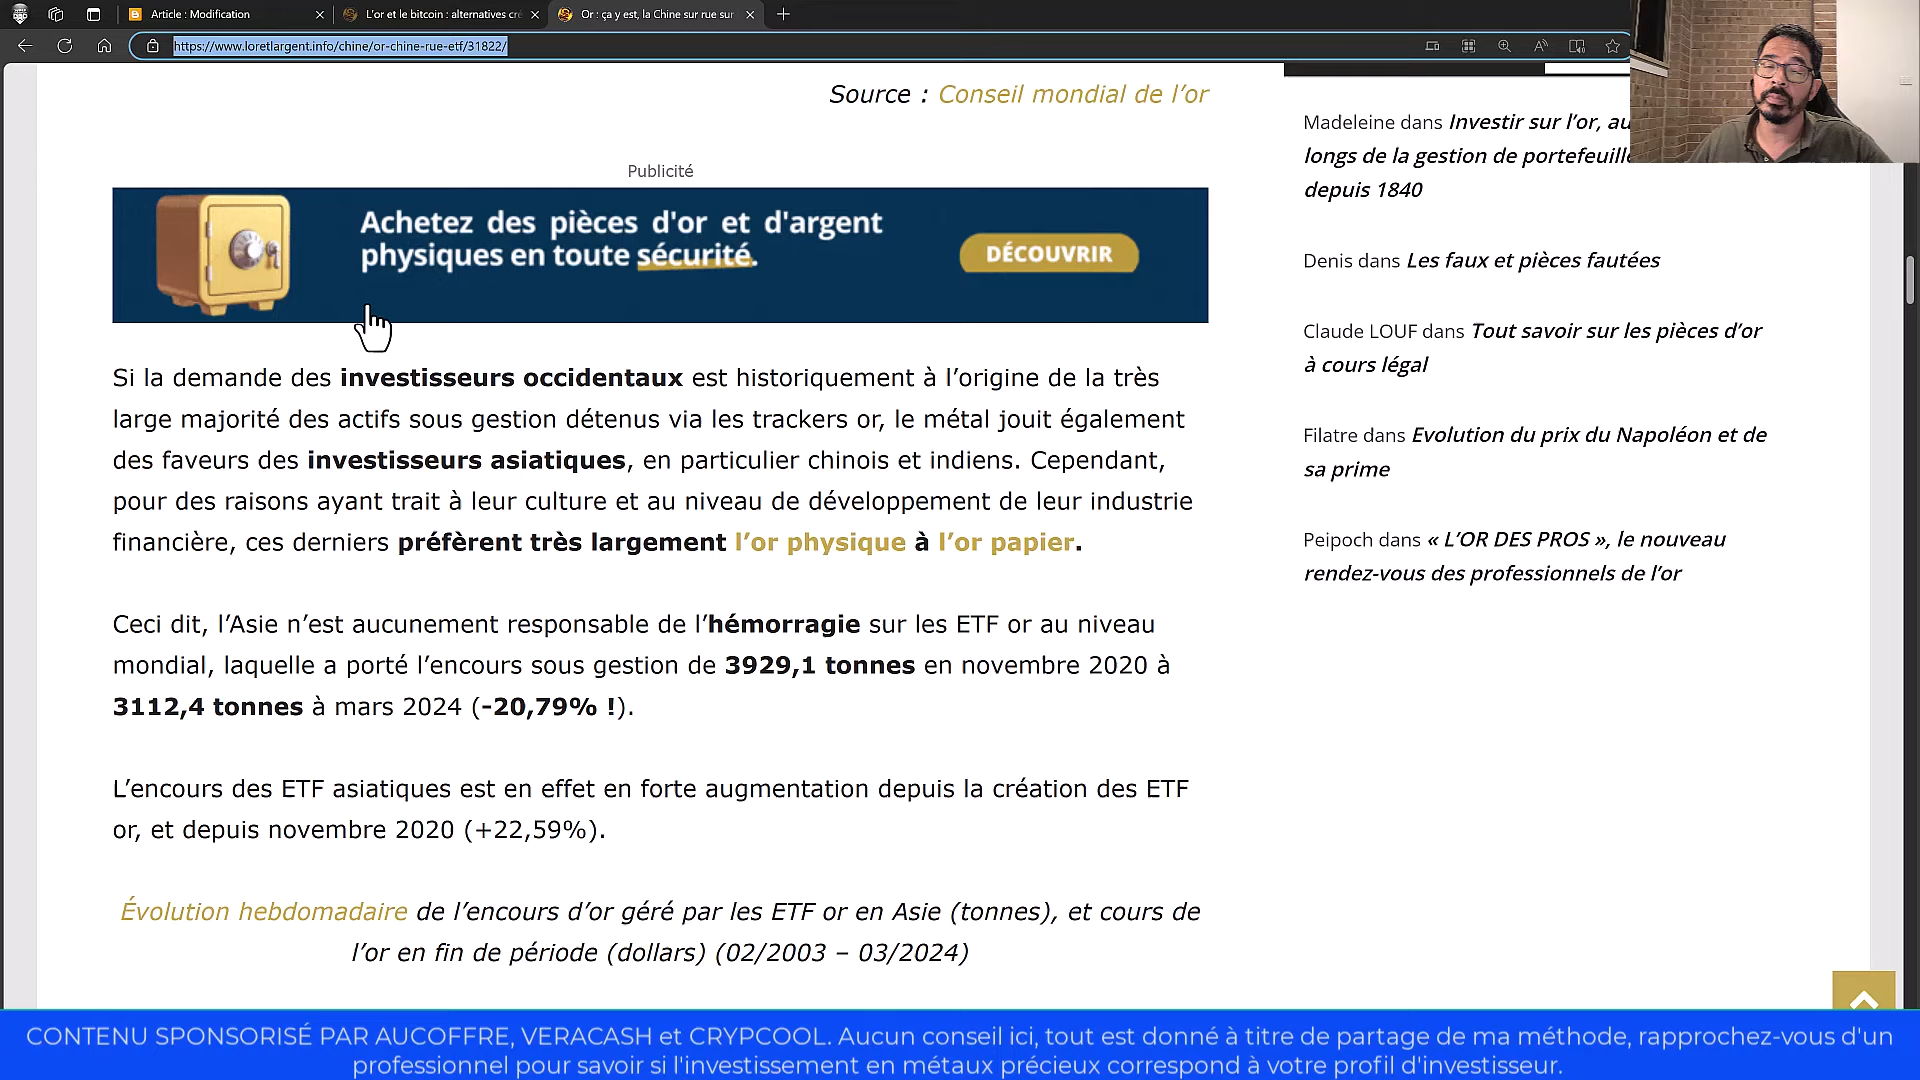 Article : Modification
L'or et le bitcoin : alternatives cr
Or : ça y est, la Chine sur rue sur
https://www.loretlargent.info/chine/or-chine-rue-etf/31822/
Source : Conseil mondial de l'or
Publicité
Achetez des pièces d'or et d'argent
physiques en toute sécurité.
DÉCOUVRIR
Si la demande des investisseurs occidentaux est historiquement à l'origine de la très
large majorité des actifs sous gestion détenus via les trackers or, le métal jouit également
des faveurs des investisseurs asiatiques, en particulier chinois et indiens. Cependant,
pour des raisons ayant trait à leur culture et au niveau de développement de leur industrie
financière, ces derniers préfèrent très largement l'or physique à l'or papier.
Ceci dit, l'Asie n'est aucunement responsable de l'hémorragie sur les ETF or au niveau
mondial, laquelle a porté l'encours sous gestion de 3929,1 tonnes en novembre 2020 à
3112,4 tonnes à mars 2024 (-20,79% !).
L'encours des ETF asiatiques est en effet en forte augmentation depuis la création des ETF
or, et depuis novembre 2020 (+22,59%).
Évolution hebdomadaire de l'encours d'or géré par les ETF or en Asie (tonnes), et cours de
l'or en fin de période (dollars) (02/2003 – 03/2024)
Madeleine dans Investir sur l'or, au
longs de la gestion de portefeuille
depuis 1840
Denis dans Les faux et pièces fautées
Claude LOUF dans Tout savoir sur les pièces d'or
à cours légal
Filatre dans Evolution du prix du Napoléon et de
sa prime
Peipoch dans « L'OR DES PROS », le nouveau
rendez-vous des professionnels de l'or
CONTENU SPONSORISÉ PAR AUCOFFRE, VERACASH et CRYPCOOL. Aucun conseil ici, tout est donné à titre de partage de ma méthode, rapprochez-vous d'un
professionnel pour savoir si l'investissement en métaux précieux correspond à votre profil d'investisseur.